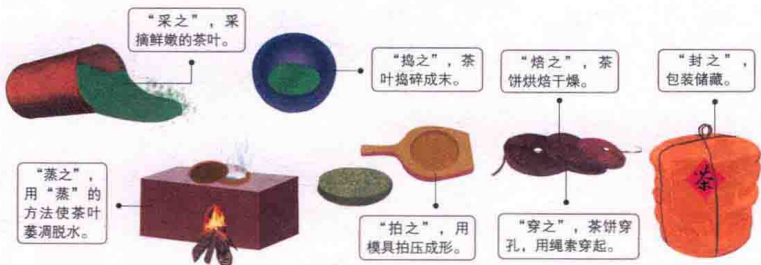 “采之”，采
摘鲜嫩的茶叶。
“蒸之”，
用“蒸”的
方法使茶叶
萎凋脱水。
“捣之”，茶
叶捣碎成末。
“拍之”，用
模具拍压成形。
“焙之”，茶
饼烘焙干燥。
“穿之”，茶饼穿
孔，用绳索穿起。
“封之”，
包装储藏。
茶